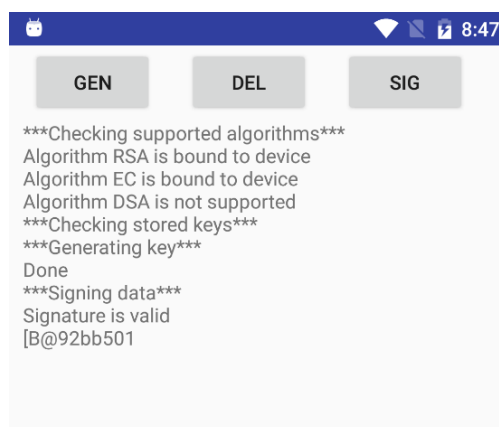 8:47
GEN DEL SIG
***Checking supported algorithms***
Algorithm RSA is bound to device
Algorithm EC is bound to device
Algorithm DSA is not supported
***Checking stored keys***
***Generating key***
Done
***Signing data***
Signature is valid
[B@92bb501